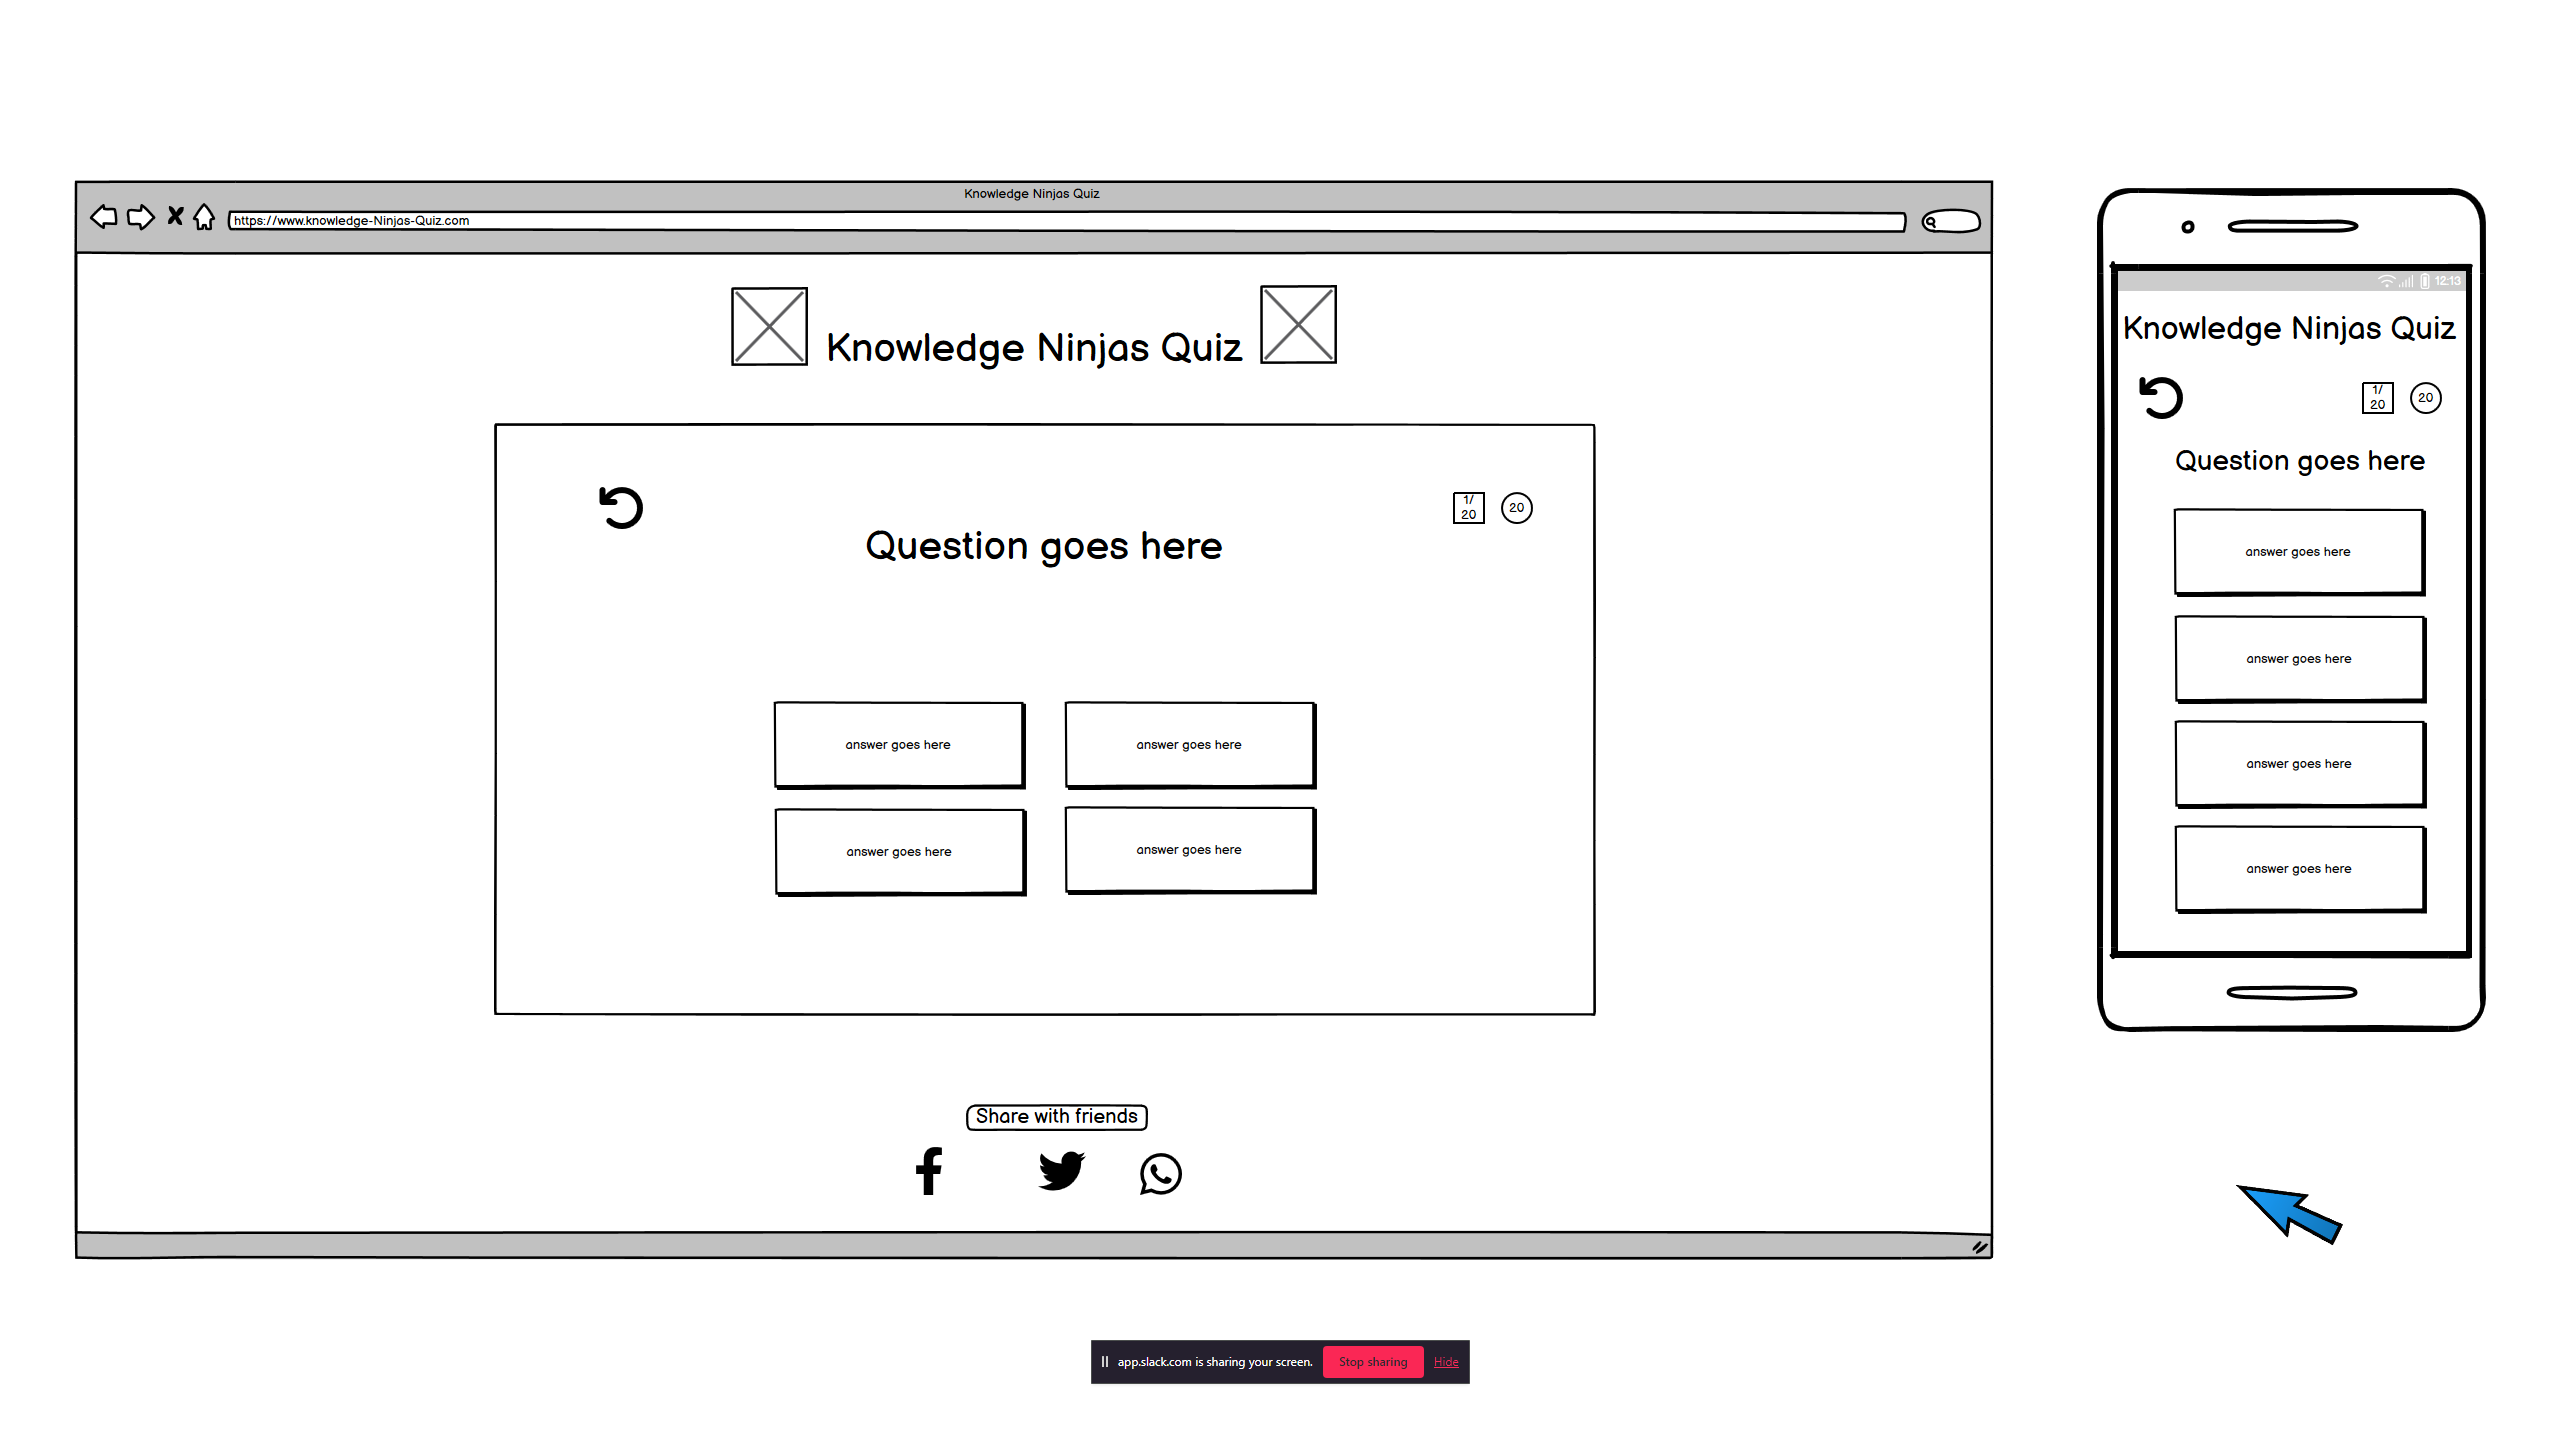 Knowledge Ninjas Quiz
https://www.knowledge-Ninjas-Quiz.com
Knowledge Ninjas Quiz
1/
20
20
Question goes here
answer goes here
answer goes here
answer goes here
answer goes here
Share with friends
12:13
Knowledge Ninjas Quiz
1/
20
20
Question goes here
answer goes here
answer goes here
answer goes here
answer goes here
app.slack.com is sharing your screen. Stop sharing Hide